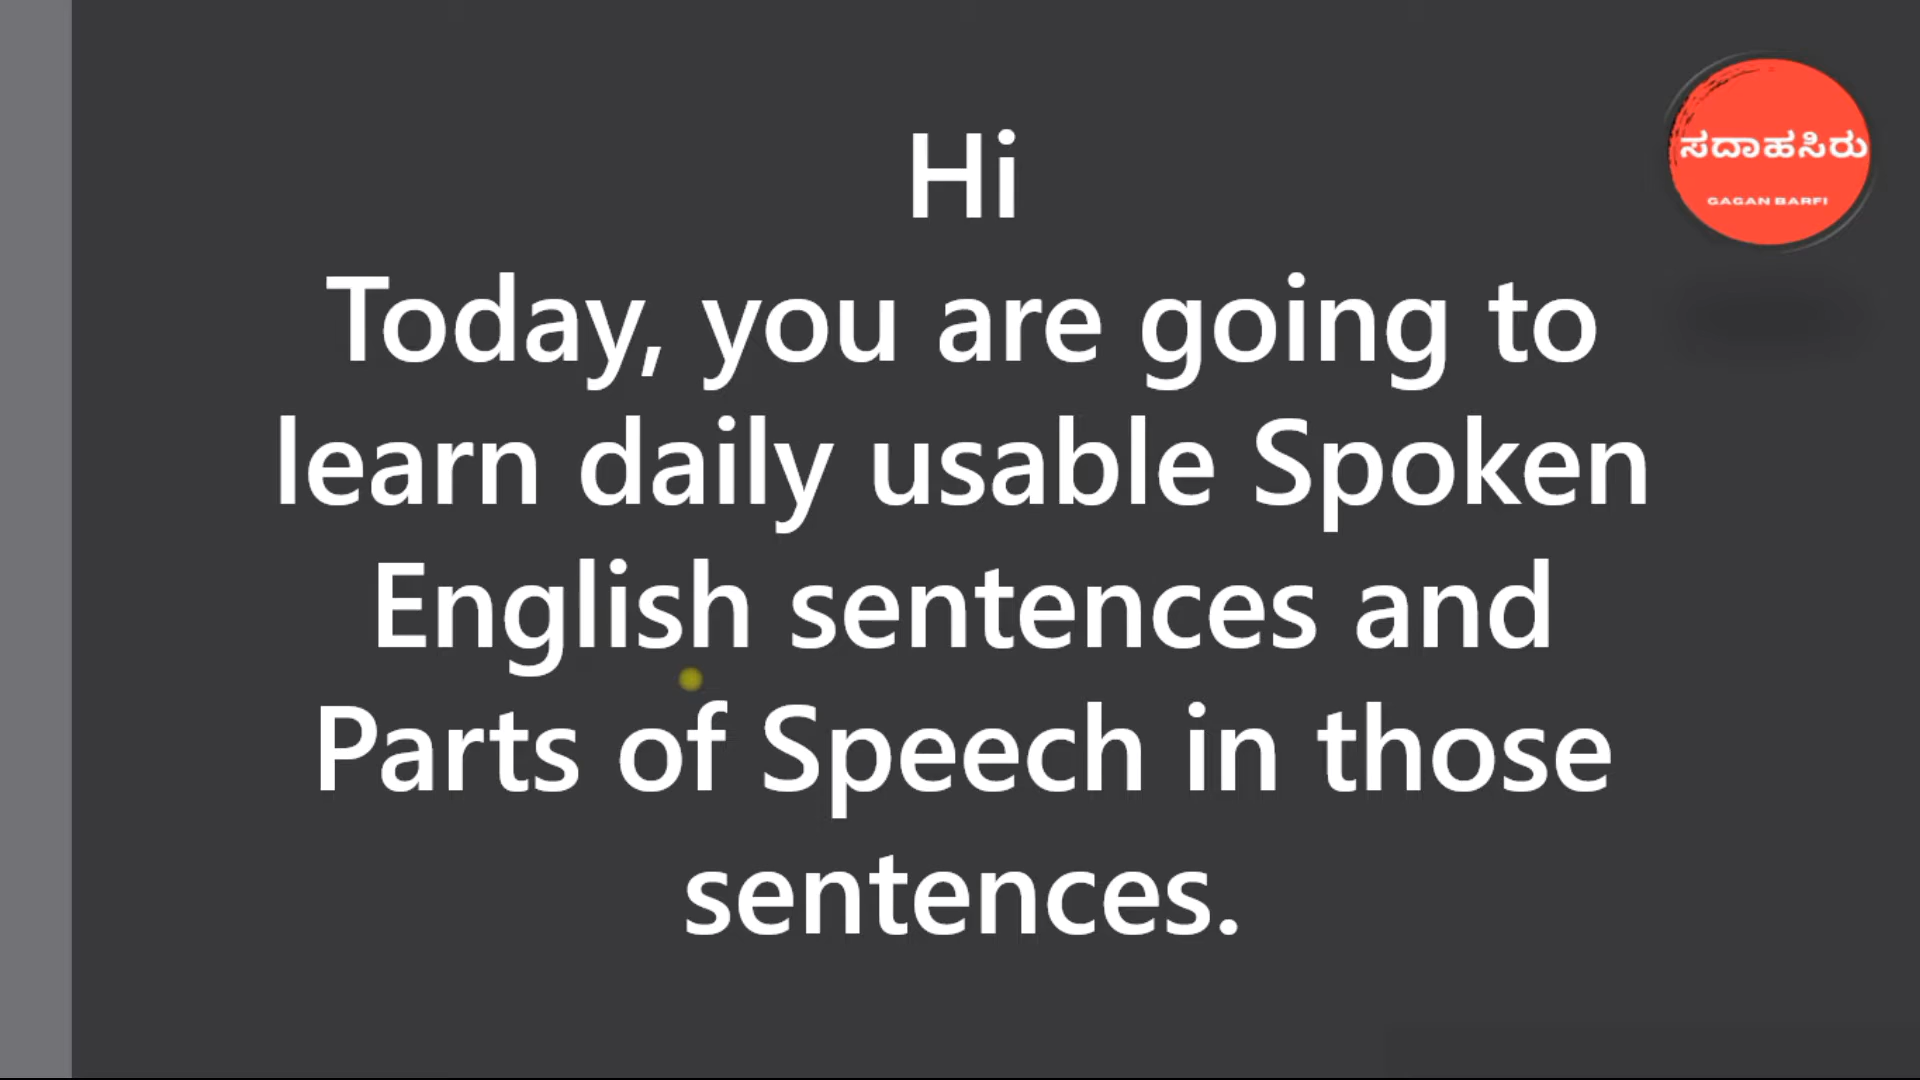 Hi
Today, you are going to
learn daily usable Spoken
English sentences and
Parts of Speech in those
sentences.
ಸದಾಹಸಿರು
GAGAN BARFI